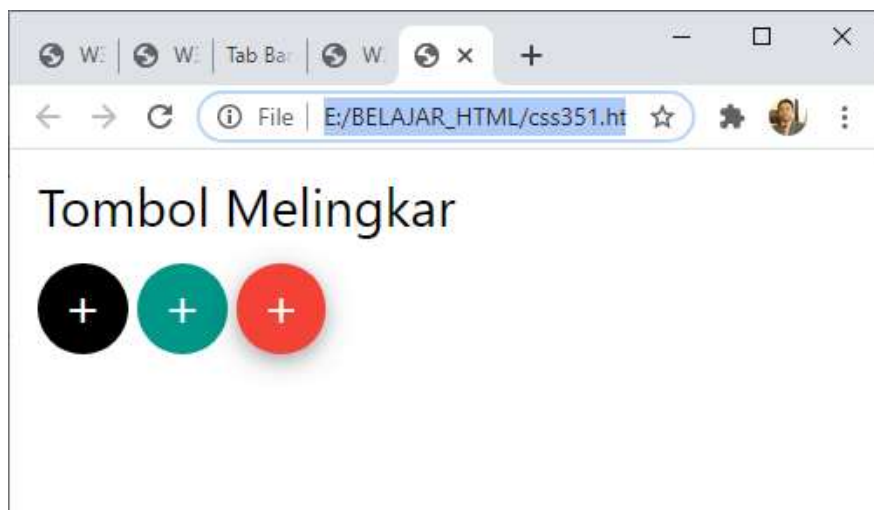 W:
W:
Tab Bar
W
File
E:/BELAJAR_HTML/css351.ht
Tombol Melingkar
+ + +